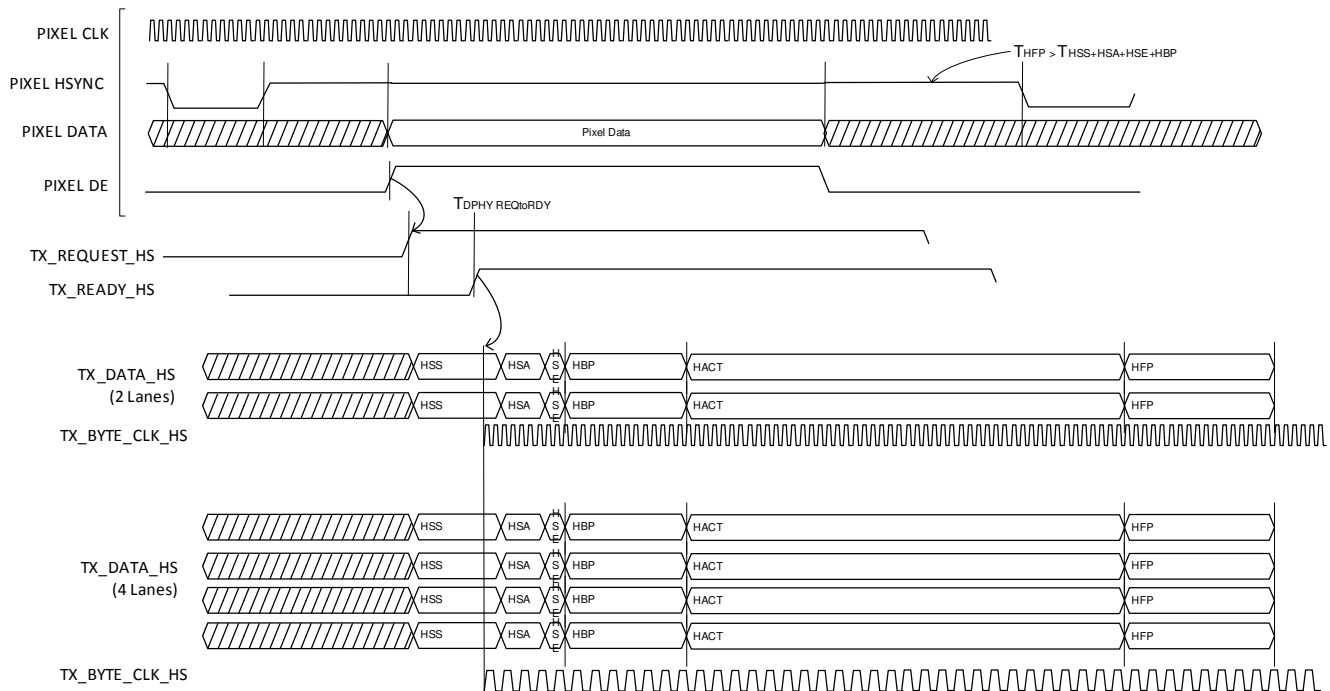 PIXEL CLK
THFP > THSS+HSA+HSE+HBP
PIXEL HSYNC
PIXEL DATA
Pixel Data
PIXEL DE
TDPHY REQtoRDY
TX_REQUEST_HS
TX_READY_HS
HSS HSA HSE HBP HACT HFP
TX_DATA_HS
(2 Lanes)
HSS HSA HSE HBP HACT HFP
TX_BYTE_CLK_HS
HSS HSA HSE HBP HACT HFP
HSS HSA HSE HBP HACT HFP
TX_DATA_HS
(4 Lanes)
HSS HSA HSE HBP HACT HFP
HSS HSA HSE HBP HACT HFP
TX_BYTE_CLK_HS